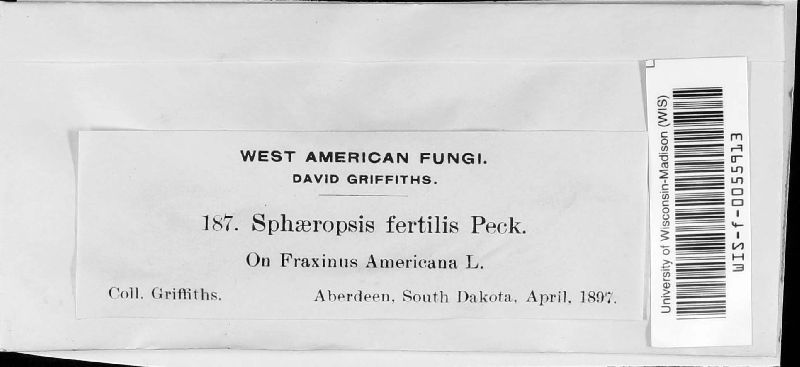 WEST AMERICAN FUNGI.
DAVID GRIFFITHS.
187. Sphæropsis fertilis Peck.
On Fraxinus Americana L.
Coll. Griffiths. Aberdeen, South Dakota, April, 1897.
University of Wisconsin-Madison (WIS)
WIS-f-0055913